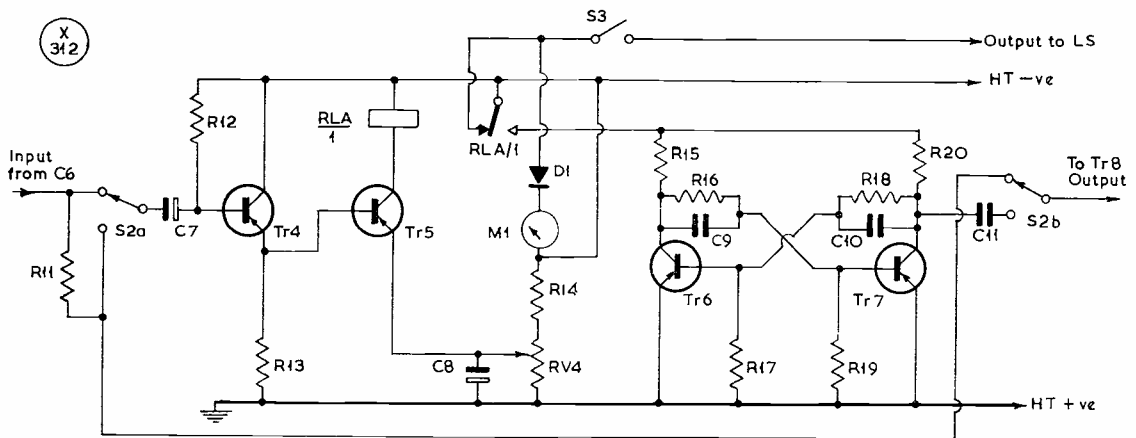 X
312
S3
Output to LS
HT -ve
R12
RLA
1
RLA/1
R15
R20
Input
from C6
D1
R16
R18
To Tr8
Output
S2a
C7
Tr4
Tr5
M1
C9
C10
C11
S2b
R11
Tr6
Tr7
R14
R13
C8
RV4
R17
R19
HT +ve